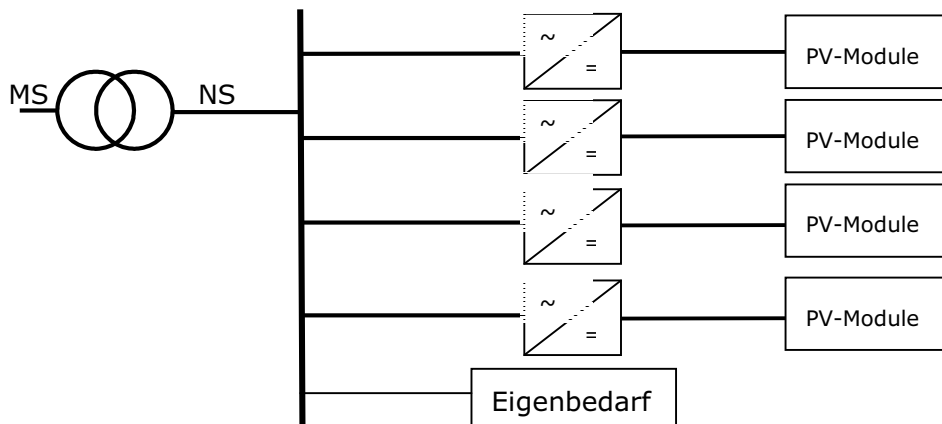 ~
= PV-Module
MS NS
~
= PV-Module
~
= PV-Module
~
= PV-Module
Eigenbedarf